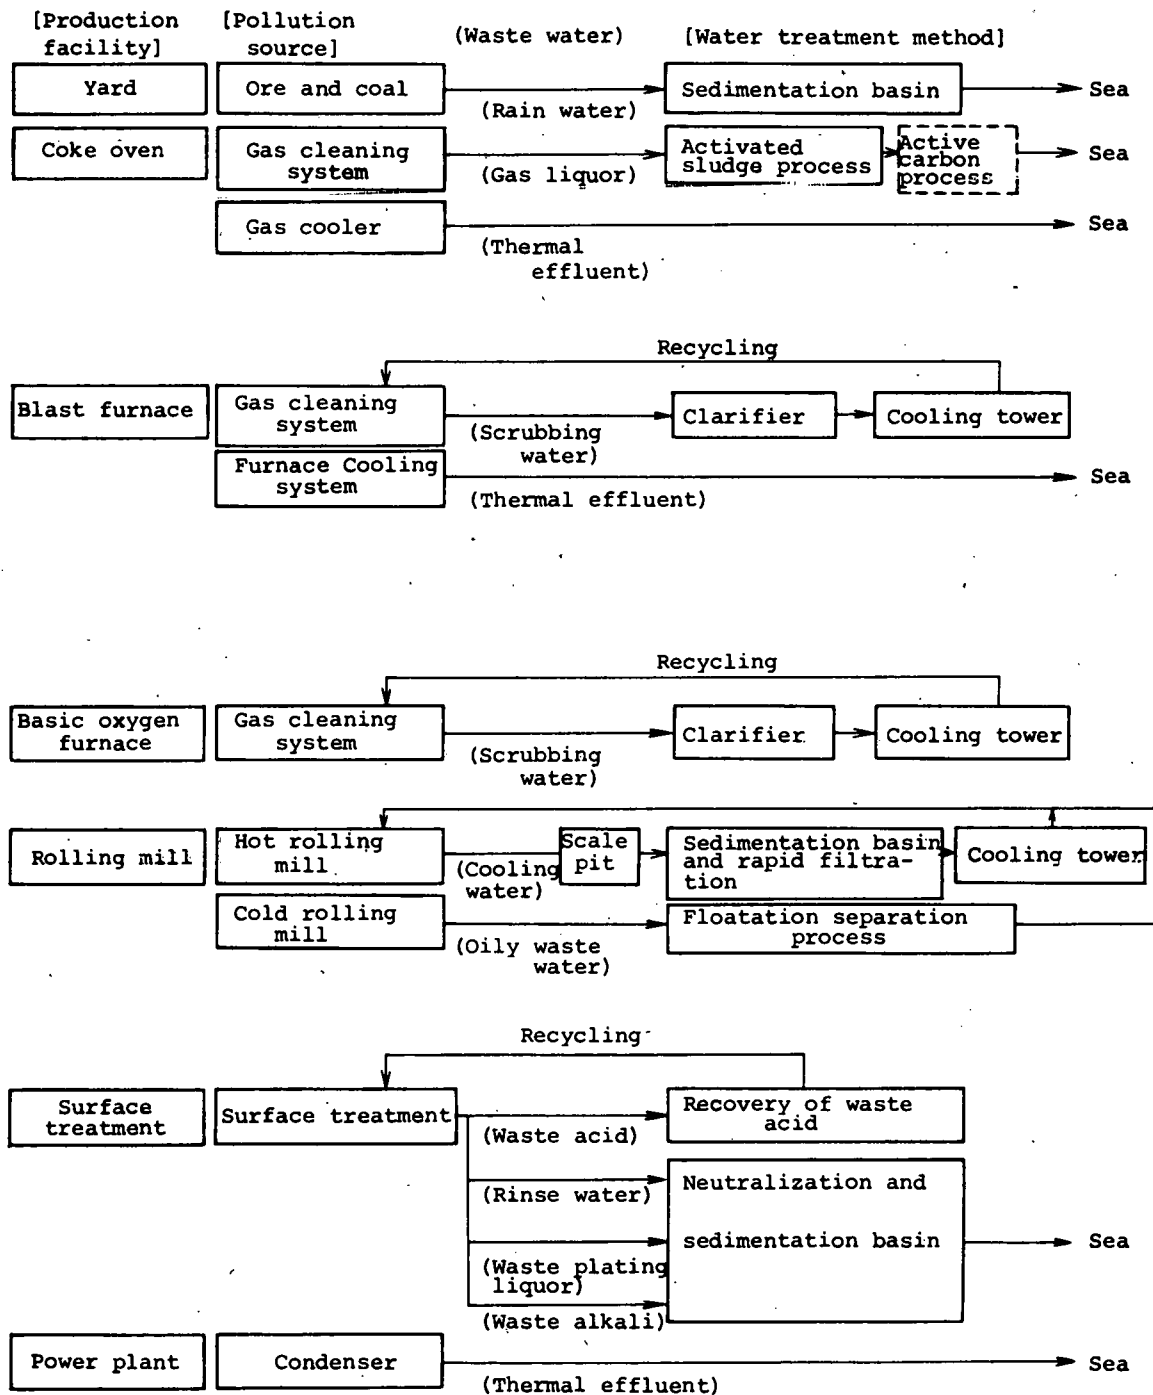 [Production facility]
[Pollution source]
(Waste water)
[Water treatment method]
Yard
Ore and coal
(Rain water)
Sedimentation basin
Sea
Coke oven
Gas cleaning
system
(Gas liquor)
Activated
sludge process
Active
carbon
process
Sea
Gas cooler
(Thermal
effluent)
Sea
Recycling
Blast furnace
Gas cleaning
system
(Scrubbing
water)
Clarifier
Cooling tower
Furnace Cooling
system
(Thermal effluent)
Sea
Recycling
Basic oxygen
furnace
Gas cleaning
system
(Scrubbing
water)
Clarifier
Cooling tower
Rolling mill
Hot rolling
mill
(Cooling
water)
Scale
pit
Sedimentation basin
and rapid filtra-
tion
Cooling tower
Cold rolling
mill
(Oily waste
water)
Floatation separation
process
Recycling
Surface
treatment
Surface treatment
(Waste acid)
Recovery of waste
acid
(Rinse water)
Neutralization and
sedimentation basin
Sea
(Waste plating
liquor)
(Waste alkali)
Power plant
Condenser
(Thermal effluent)
Sea